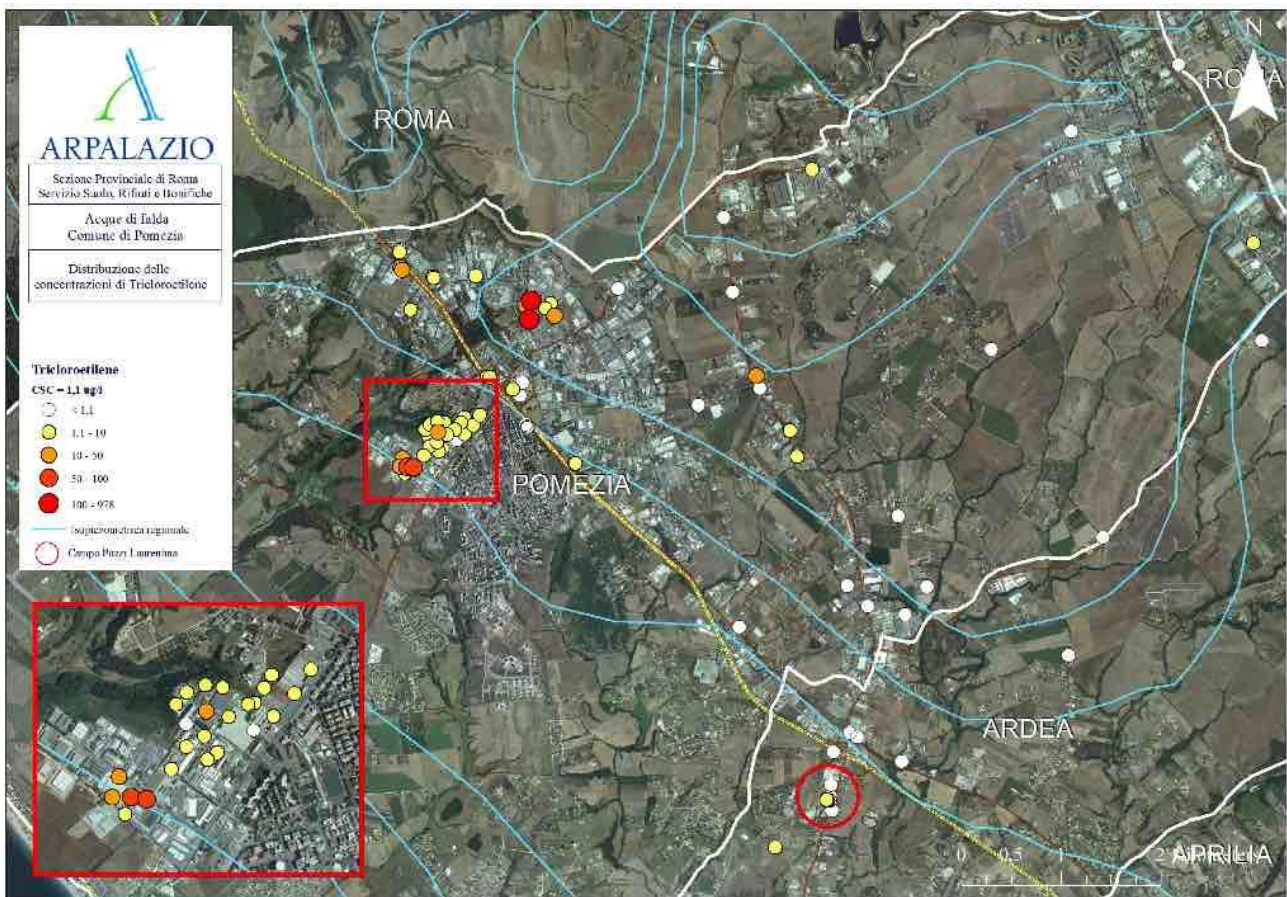 ARPALAZIO
Sezione Provinciale di Roma
Servizio Suolo, Rifiuti e Bonifiche
Acque di falda
Comune di Pomezia
Distribuzione delle
concentrazioni di Tricloroetilene
Tricloroetilene
CSC = 1,1 ug/l
< 1,1
1,1 - 10
10 - 50
50 - 100
100 - 978
Isopiezometrica regionale
Campo Pozzi Laurentina
ROMA
N
ROMA
POMEZIA
ARDEA
APRILIA
0 0,5 1 2